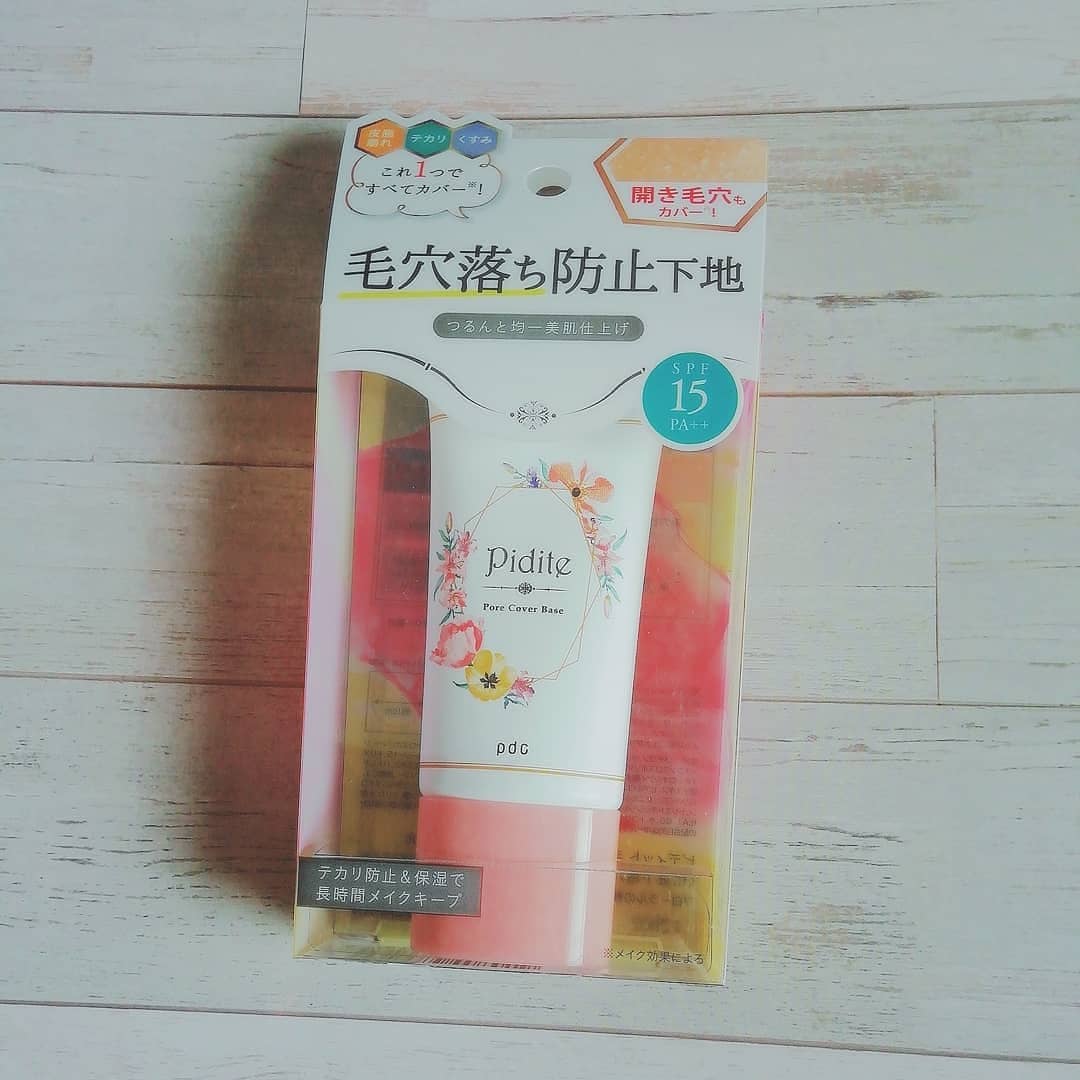 皮脂
崩れ
テカリ
くすみ
これ1つで
すべてカバー※!
開き毛穴も
カバー!
毛穴落ち防止下地
つるんと均一美肌仕上げ
SPF
15
PA++
Pidite
Pore Cover Base
pdc
テカリ防止&保湿で
長時間メイクキープ
※メイク効果による